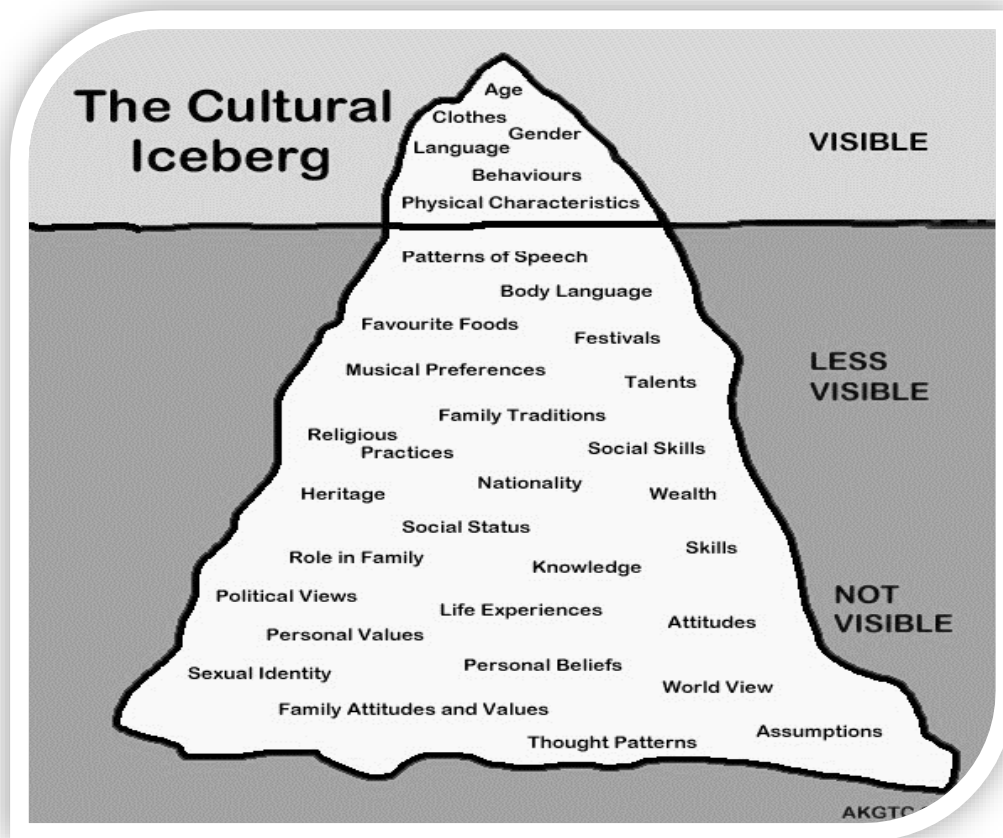 The Cultural
Iceberg
Age
Clothes
Gender
Language
VISIBLE
Behaviours
Physical Characteristics
Patterns of Speech
Body Language
Favourite Foods
Festivals
LESS
VISIBLE
Musical Preferences
Talents
Family Traditions
Religious
Practices
Social Skills
Nationality
Heritage
Wealth
Social Status
Skills
Role in Family
Knowledge
NOT
VISIBLE
Political Views
Life Experiences
Attitudes
Personal Values
Personal Beliefs
Sexual Identity
World View
Family Attitudes and Values
Assumptions
Thought Patterns